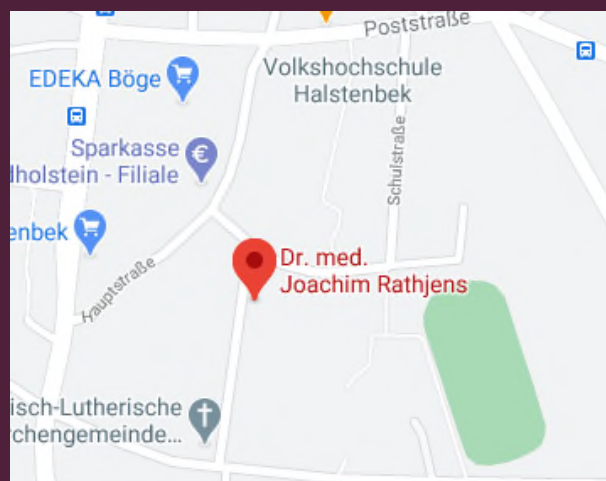 Poststraße
EDEKA Böge
Volkshochschule
Halstenbek
Sparkasse
dholstein - Filiale
Schulstraße
enbek
Hauptstraße
Dr. med.
Joachim Rathjens
isch-Lutherische
rchengemeinde...